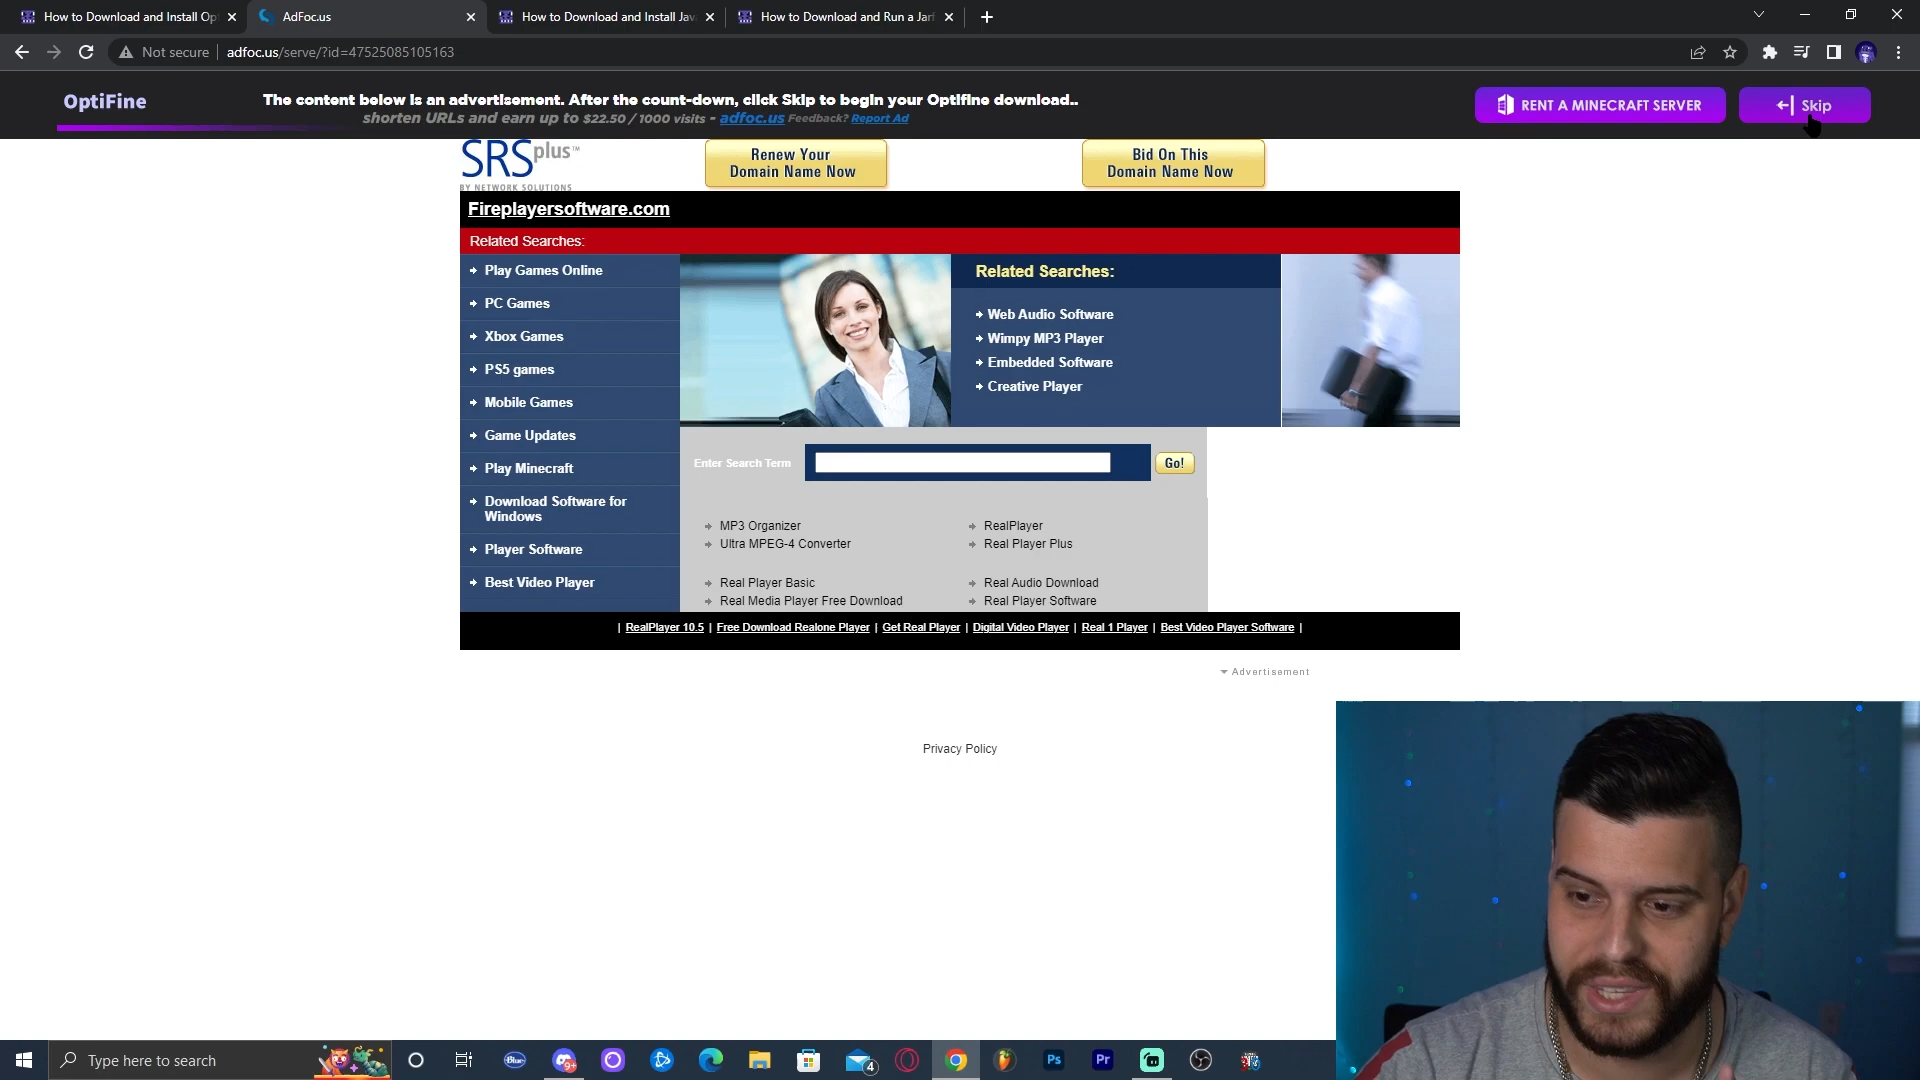 How to Download and Install Op
AdFoc.us
How to Download and Install Jav
How to Download and Run a Jarf
Not secure
adfoc.us/serve/?id=47525085105163
OptiFine
The content below is an advertisement. After the count-down, click Skip to begin your Optifine download..
shorten URLs and earn up to $22.50 / 1000 visits - adfoc.us Feedback? Report Ad
RENT A MINECRAFT SERVER
Skip
SRSplus™
BY NETWORK SOLUTIONS
Renew Your
Domain Name Now
Bid On This
Domain Name Now
Fireplayersoftware.com
Related Searches:
Play Games Online
PC Games
Xbox Games
PS5 games
Mobile Games
Game Updates
Play Minecraft
Download Software for
Windows
Player Software
Best Video Player
Related Searches:
Web Audio Software
Wimpy MP3 Player
Embedded Software
Creative Player
Enter Search Term
Go!
MP3 Organizer
RealPlayer
Ultra MPEG-4 Converter
Real Player Plus
Real Player Basic
Real Audio Download
Real Media Player Free Download
Real Player Software
| RealPlayer 10.5 | Free Download Realone Player | Get Real Player | Digital Video Player | Real 1 Player | Best Video Player Software |
Advertisement
Privacy Policy
Type here to search
Blue
9+
4
Ps
Pr